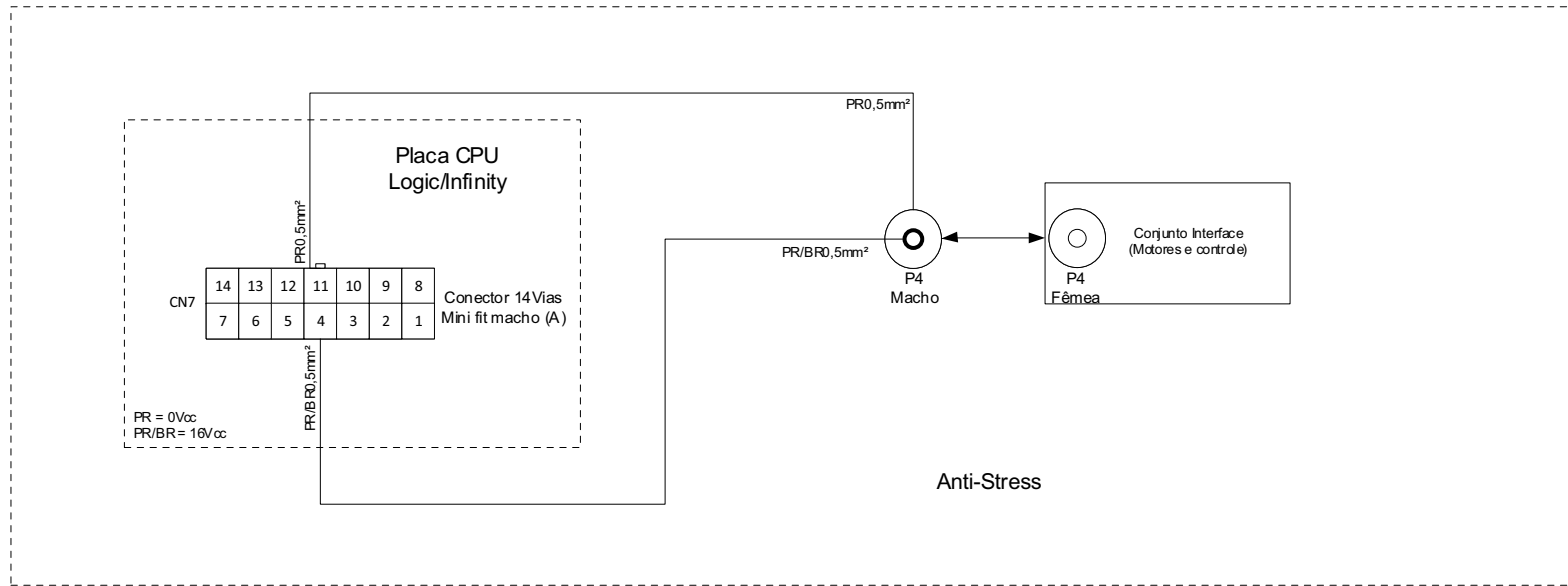 PR0,5mm²
Placa CPU
Logic/Infinity
PR0,5mm²
PR/BR0,5mm²
Conjunto Interface
(Motores e controle)
P4
Macho
P4
Fêmea
CN7
14 13 12 11 10 9 8
7 6 5 4 3 2 1
Conector 14Vias
Mini fit macho (A)
PR/BR0,5mm²
PR = 0Vcc
PR/BR = 16Vcc
Anti-Stress